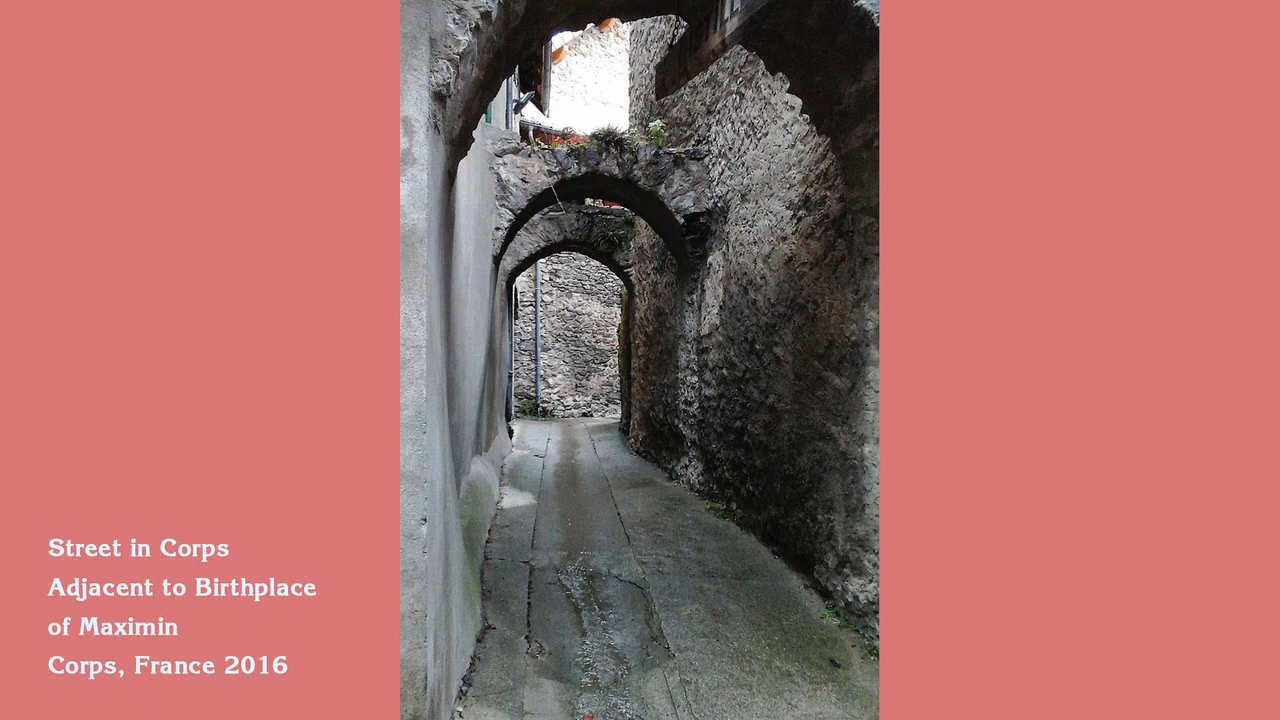 Street in Corps
Adjacent to Birthplace
of Maximin
Corps, France 2016